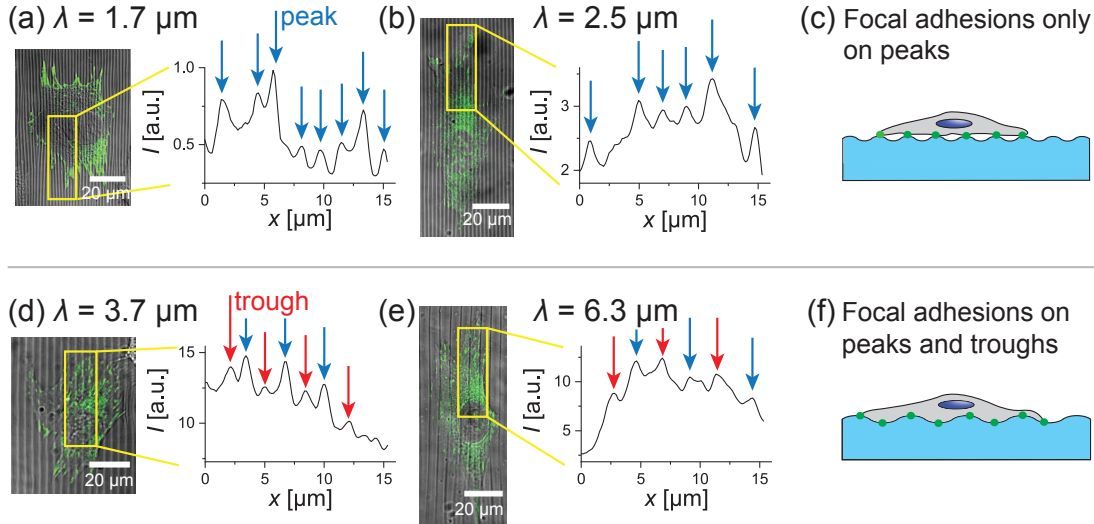 (a) λ = 1.7 µm
peak
1.0
0.5
I [a.u.]
0 5 10 15
x [µm]
20 µm
(b) λ = 2.5 µm
3
2
I [a.u.]
0 5 10 15
x [µm]
20 µm
(c) Focal adhesions only
on peaks
(d) λ = 3.7 µm
trough
15
10
I [a.u.]
0 5 10 15
x [µm]
20 µm
(e) λ = 6.3 µm
10
5
I [a.u.]
0 5 10 15
x [µm]
20 µm
(f) Focal adhesions on
peaks and troughs